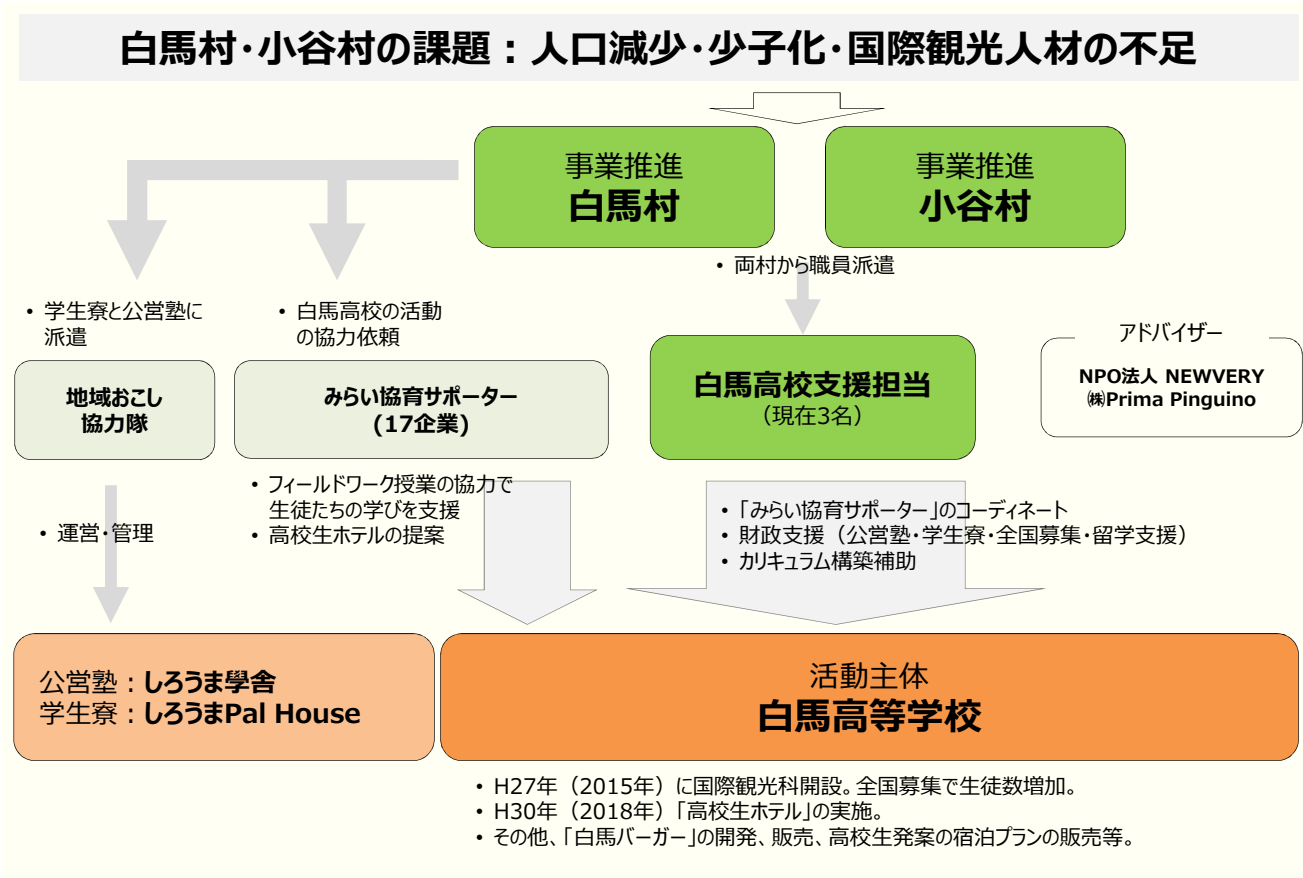 白馬村・小谷村の課題：人口減少・少子化・国際観光人材の不足
事業推進
白馬村
事業推進
小谷村
• 両村から職員派遣
• 学生寮と公営塾に
派遣
• 白馬高校の活動
の協力依頼
地域おこし
協力隊
みらい協育サポーター
(17企業)
白馬高校支援担当
（現在3名）
アドバイザー
NPO法人 NEWVERY
㈱Prima Pinguino
• 運営・管理
• フィールドワーク授業の協力で
生徒たちの学びを支援
• 高校生ホテルの提案
• 「みらい協育サポーター」のコーディネート
• 財政支援（公営塾・学生寮・全国募集・留学支援）
• カリキュラム構築補助
公営塾：しろうま學舎
学生寮：しろうまPal House
活動主体
白馬高等学校
• H27年（2015年）に国際観光科開設。全国募集で生徒数増加。
• H30年（2018年）「高校生ホテル」の実施。
• その他、「白馬バーガー」の開発、販売、高校生発案の宿泊プランの販売等。